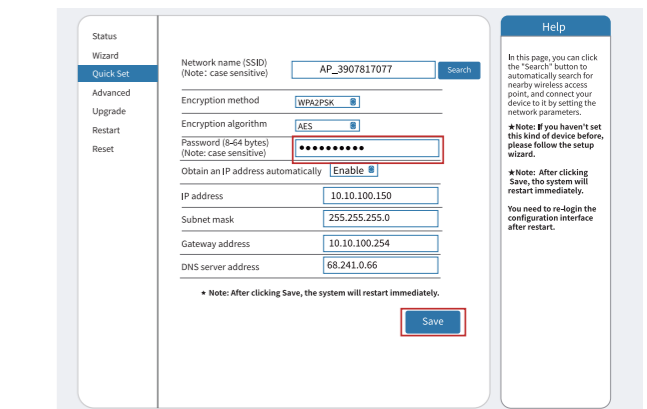 Status
Wizard
Quick Set
Advanced
Upgrade
Restart
Reset
Network name (SSID)
(Note: case sensitive)
AP_3907817077
Search
Encryption method
WPA2PSK
Encryption algorithm
AES
Password (8-64 bytes)
(Note: case sensitive)
●●●●●●●●●●
Obtain an IP address automatically
Enable
IP address
10.10.100.150
Subnet mask
255.255.255.0
Gateway address
10.10.100.254
DNS server address
68.241.0.66
★ Note: After clicking Save, the system will restart immediately.
Save
Help
In this page, you can click
the "Search" button to
automatically search for
nearby wireless access
point, and connect your
device to it by setting the
network parameters.
★Note: If you haven't set
this kind of device before,
please follow the setup
wizard.
★Note: After clicking
Save, tho system will
restart immediately.
You need to re-login the
configuration interface
after restart.